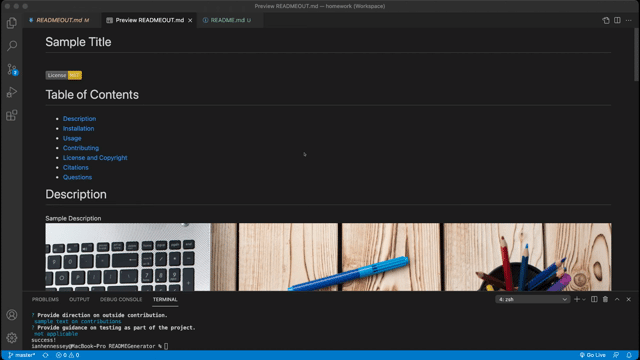 Preview READMEOUT.md — homework (Workspace)
READMEOUT.md M
Preview READMEOUT.md ×
README.md U
Sample Title
License
Table of Contents
Description
Installation
Usage
Contributing
License and Copyright
Citations
Questions
Description
Sample Description
PROBLEMS OUTPUT DEBUG CONSOLE TERMINAL
4: zsh
? Provide direction on outside contribution.
sample text on contributions
? Provide guidance on testing as part of the project.
not applicable
success!
ianhennessey@MacBook-Pro READMEGenerator %
master*
0 0
Go Live